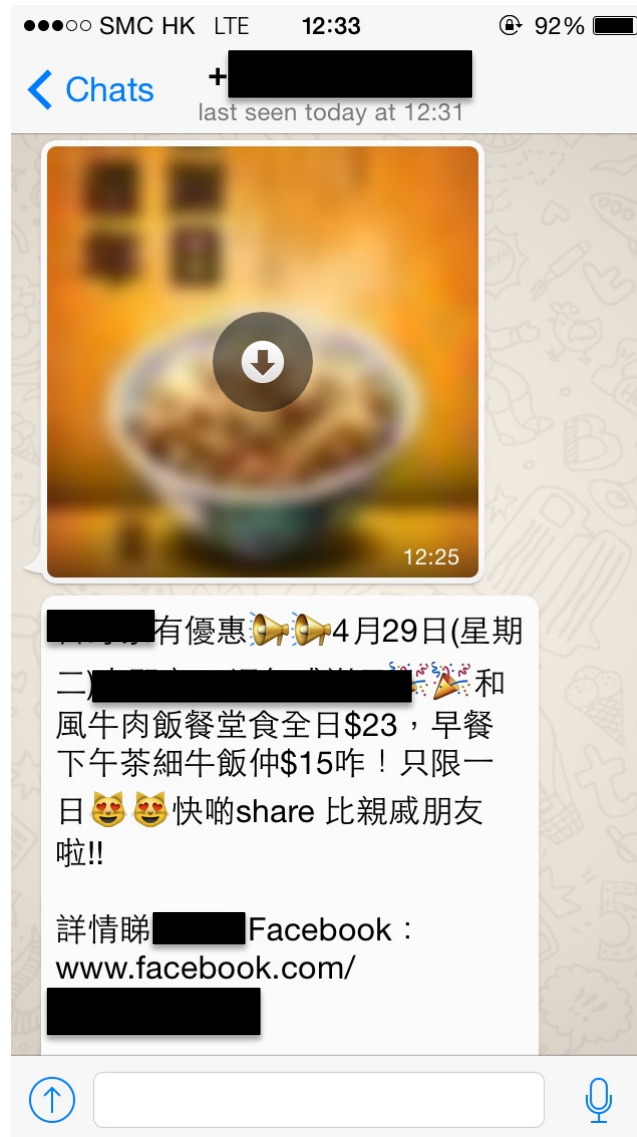 SMC HK LTE 12:33 92%
Chats +
last seen today at 12:31
12:25
有優惠📢📢4月29日(星期
二)🎉🎉和
風牛肉飯餐堂食全日$23，早餐
下午茶細牛飯仲$15咋！只限一
日😻😻快啲share 比親戚朋友
啦!!
詳情睇 Facebook：
www.facebook.com/